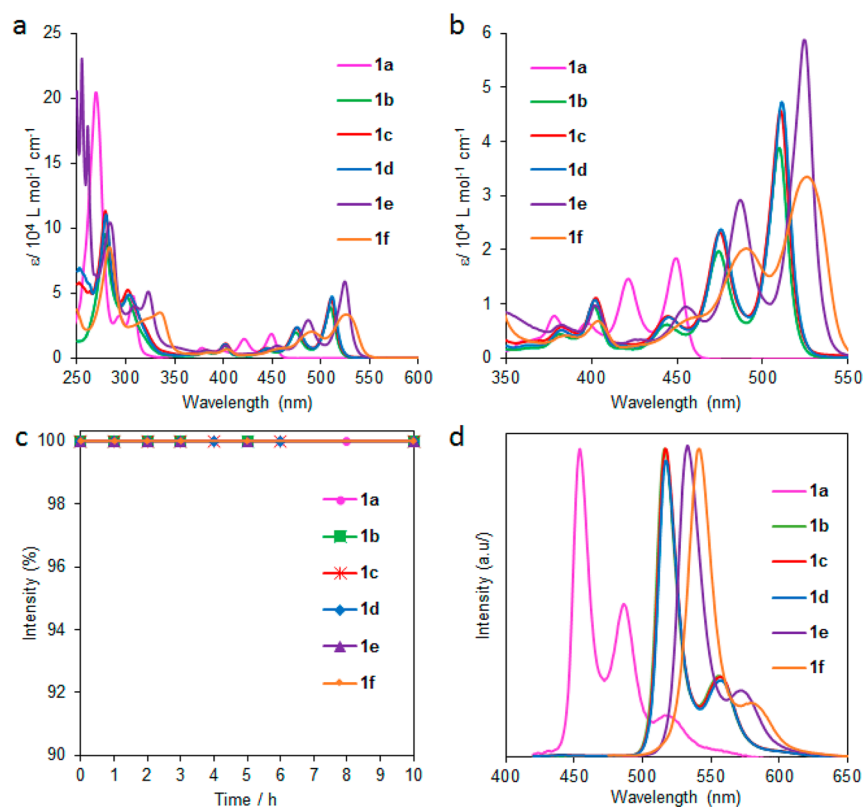 a
25
20
15
10
5
0
250 300 350 400 450 500 550 600
ε/ 10⁴ L mol⁻¹ cm⁻¹
Wavelength (nm)
1a
1b
1c
1d
1e
1f
b
6
5
4
3
2
1
0
350 400 450 500 550
ε/ 10⁴ L mol⁻¹ cm⁻¹
Wavelength (nm)
1a
1b
1c
1d
1e
1f
c
100
98
96
94
92
90
0 1 2 3 4 5 6 7 8 9 10
Intensity (%)
Time / h
1a
1b
1c
1d
1e
1f
d
400 450 500 550 600 650
Intensity (a.u/)
Wavelength (nm)
1a
1b
1c
1d
1e
1f